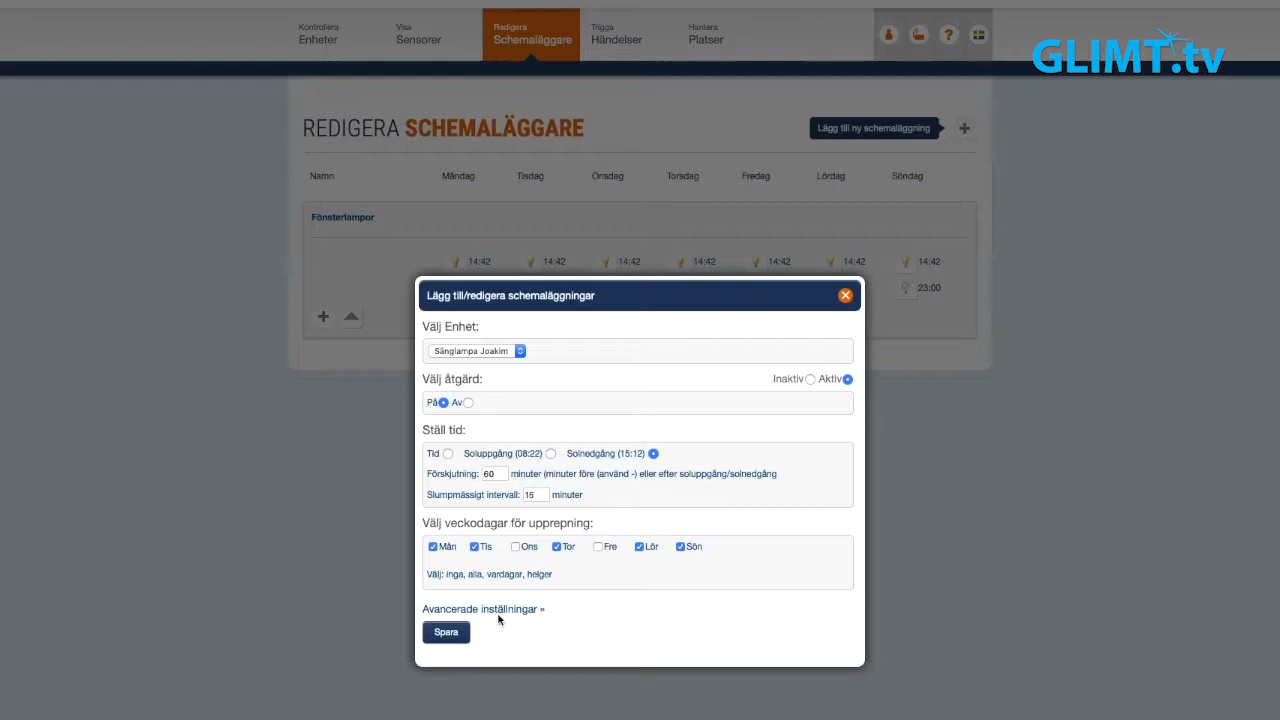 Kontrollera
Enheter
Visa
Sensorer
Redigera
Schemaläggare
Trigga
Händelser
Hantera
Platser
?
GLIMT.tv
REDIGERA SCHEMALÄGGARE
Lägg till ny schemaläggning
Namn Måndag Tisdag Onsdag Torsdag Fredag Lördag Söndag
Fönsterlampor
14:42 14:42 14:42 14:42 14:42 14:42 14:42
23:00
Lägg till/redigera schemaläggningar
Välj Enhet:
Sänglampa Joakim
Välj åtgärd: Inaktiv Aktiv
På Av
Ställ tid:
Tid Soluppgång (08:22) Solnedgång (15:12)
Förskjutning: 60 minuter (minuter före (använd -) eller efter soluppgång/solnedgång
Slumpmässigt intervall: 15 minuter
Välj veckodagar för upprepning:
Mån Tis Ons Tor Fre Lör Sön
Välj: inga, alla, vardagar, helger
Avancerade inställningar »
Spara